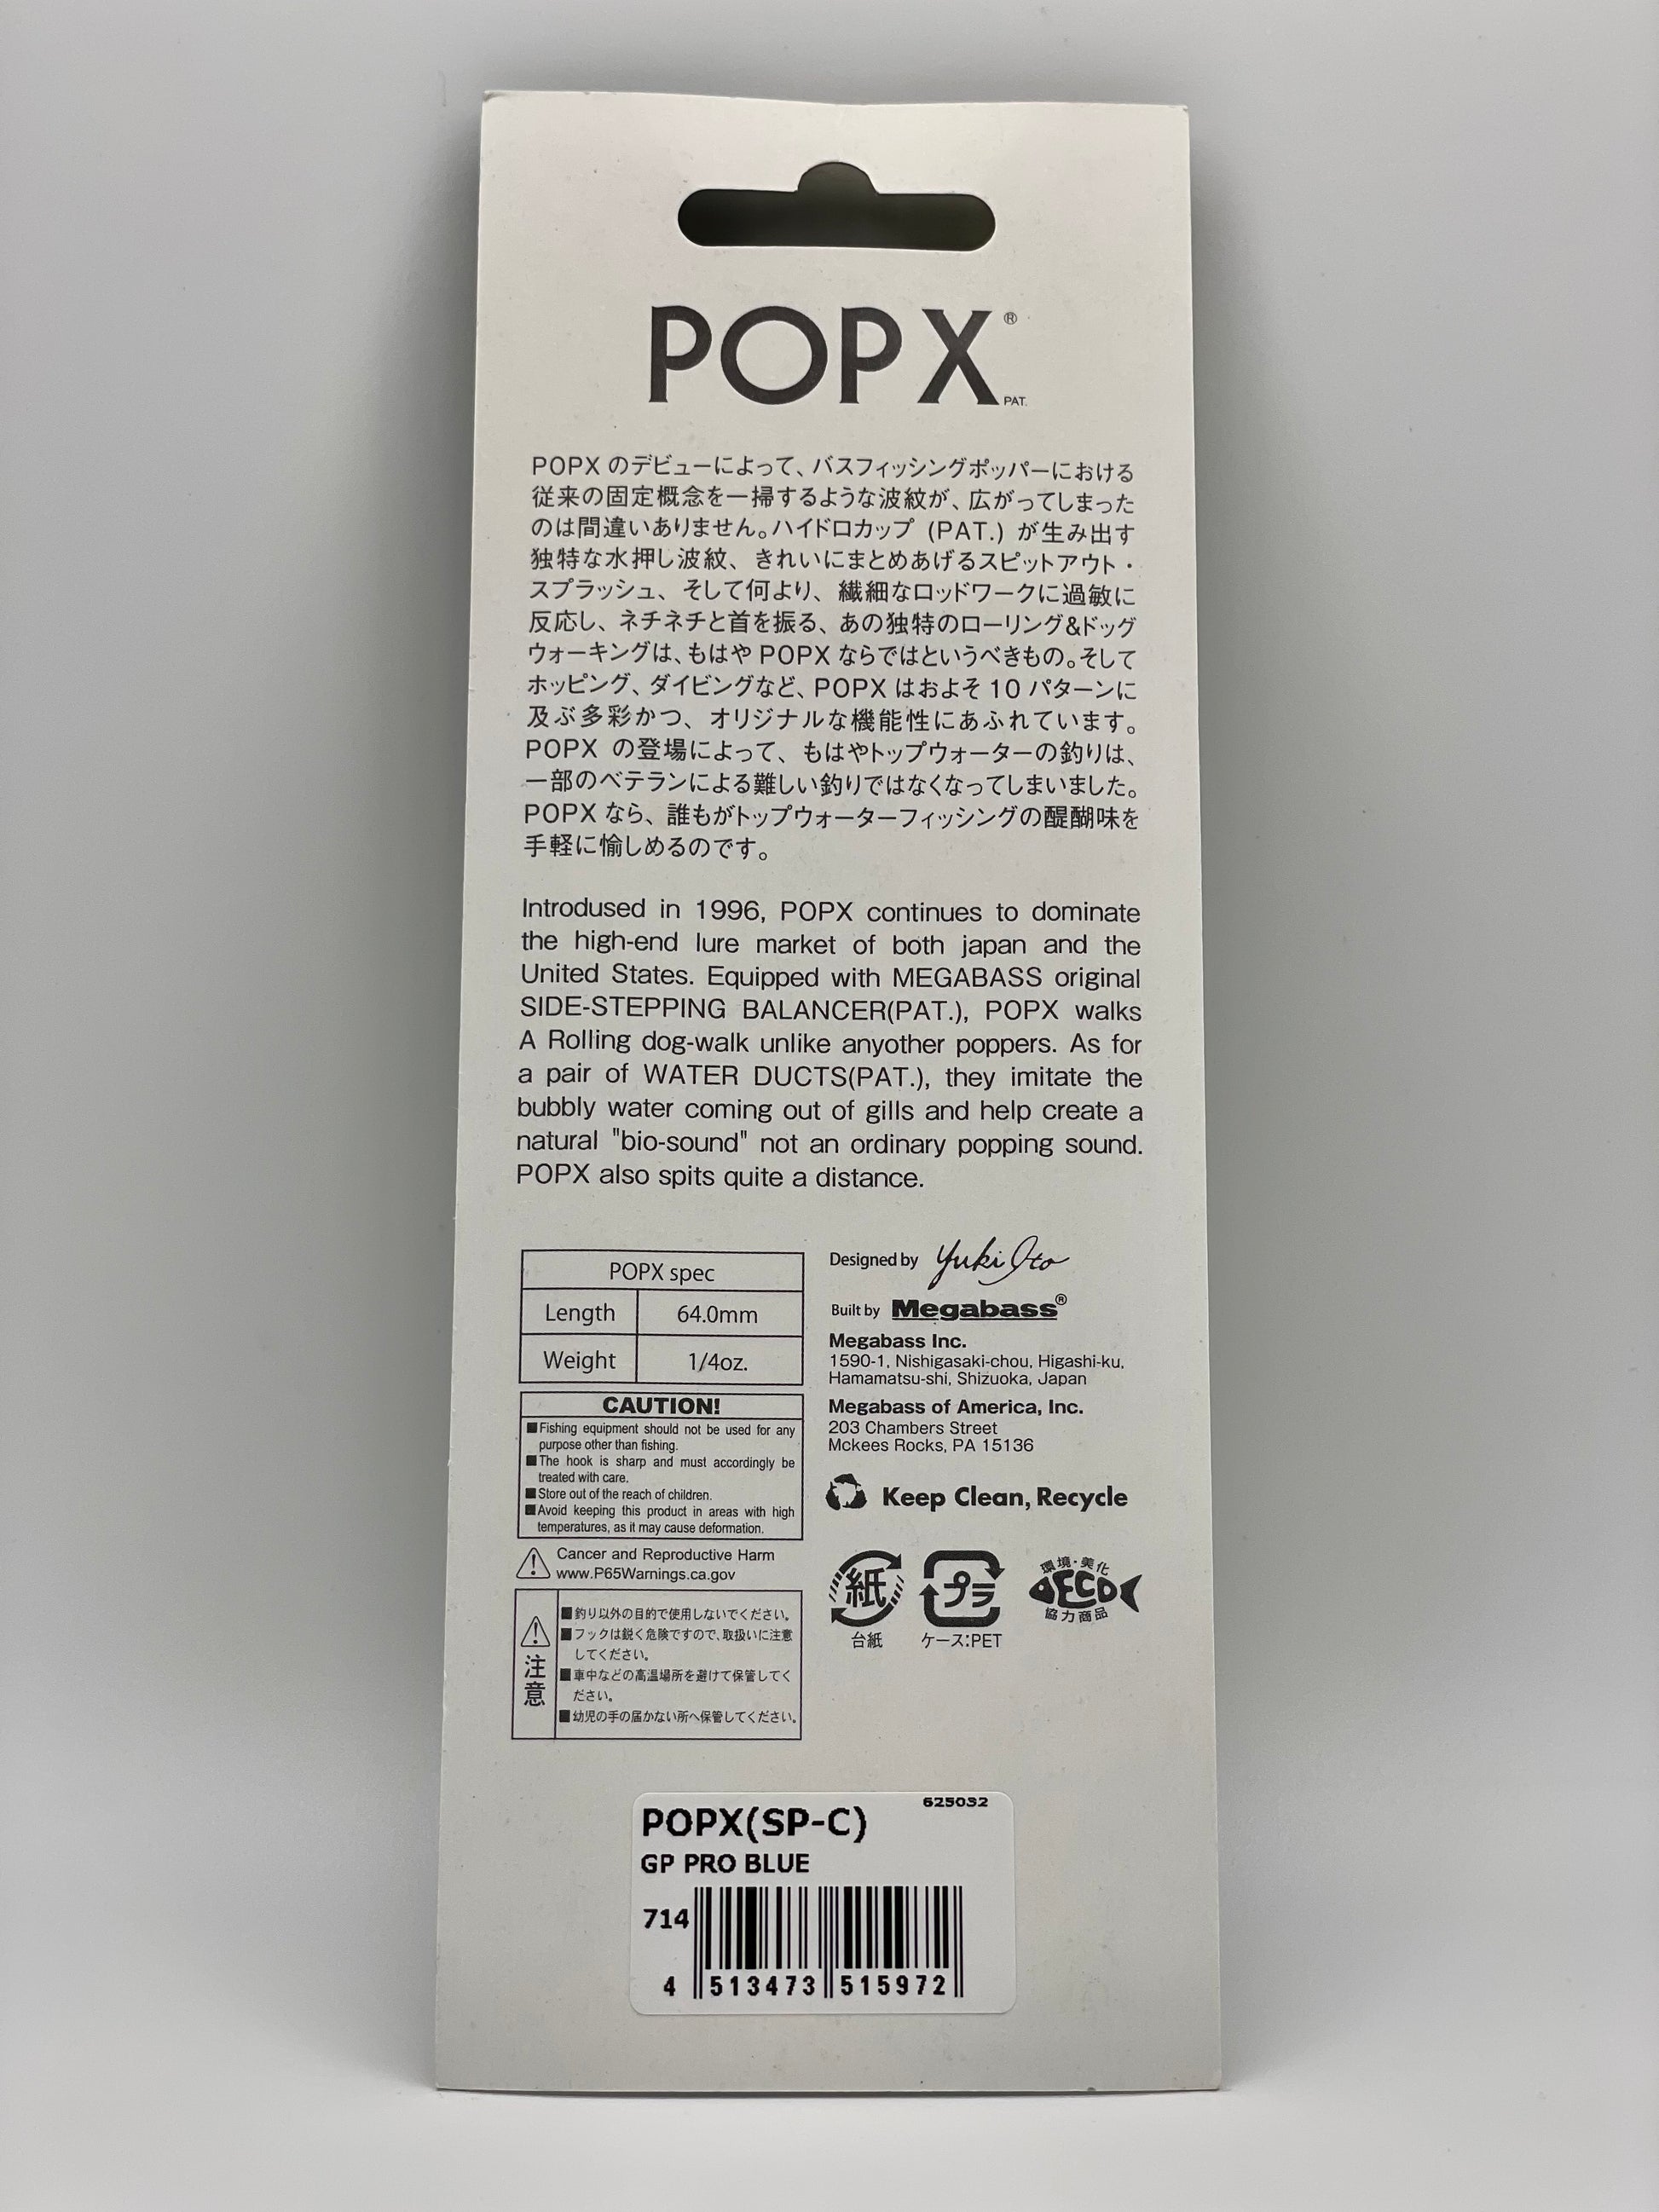 POPX®
PAT.
POPX のデビューによって、バスフィッシングポッパーにおける
従来の固定概念を一掃するような波紋が、広がってしまった
のは間違いありません。ハイドロカップ (PAT.) が生み出す
独特な水押し波紋、きれいにまとめあげるスピットアウト・
スプラッシュ、そして何より、繊細なロッドワークに過敏に
反応し、ネチネチと首を振る、あの独特のローリング&ドッグ
ウォーキングは、もはや POPX ならではというべきもの。そして
ホッピング、ダイビングなど、POPX はおよそ 10 パターンに
及ぶ多彩かつ、オリジナルな機能性にあふれています。
POPX の登場によって、もはやトップウォーターの釣りは、
一部のベテランによる難しい釣りではなくなってしまいました。
POPX なら、誰もがトップウォーターフィッシングの醍醐味を
手軽に愉しめるのです。
Introdused in 1996, POPX continues to dominate
the high-end lure market of both japan and the
United States. Equipped with MEGABASS original
SIDE-STEPPING BALANCER(PAT.), POPX walks
A Rolling dog-walk unlike anyother poppers. As for
a pair of WATER DUCTS(PAT.), they imitate the
bubbly water coming out of gills and help create a
natural "bio-sound" not an ordinary popping sound.
POPX also spits quite a distance.
POPX spec
Length 64.0mm
Weight 1/4oz.
CAUTION!
■Fishing equipment should not be used for any
purpose other than fishing.
■The hook is sharp and must accordingly be
treated with care.
■Store out of the reach of children.
■Avoid keeping this product in areas with high
temperatures, as it may cause deformation.
Cancer and Reproductive Harm
www.P65Warnings.ca.gov
注意
■釣り以外の目的で使用しないでください。
■フックは鋭く危険ですので、取扱いに注意
してください。
■車中などの高温場所を避けて保管してく
ださい。
■幼児の手の届かない所へ保管してください。
Designed by Yuki Ito
Built by Megabass®
Megabass Inc.
1590-1, Nishigasaki-chou, Higashi-ku,
Hamamatsu-shi, Shizuoka, Japan
Megabass of America, Inc.
203 Chambers Street
Mckees Rocks, PA 15136
Keep Clean, Recycle
紙
台紙
プラ
ケース:PET
環境・美化
ECO
協力商品
625032
POPX(SP-C)
GP PRO BLUE
714
4 513473 515972